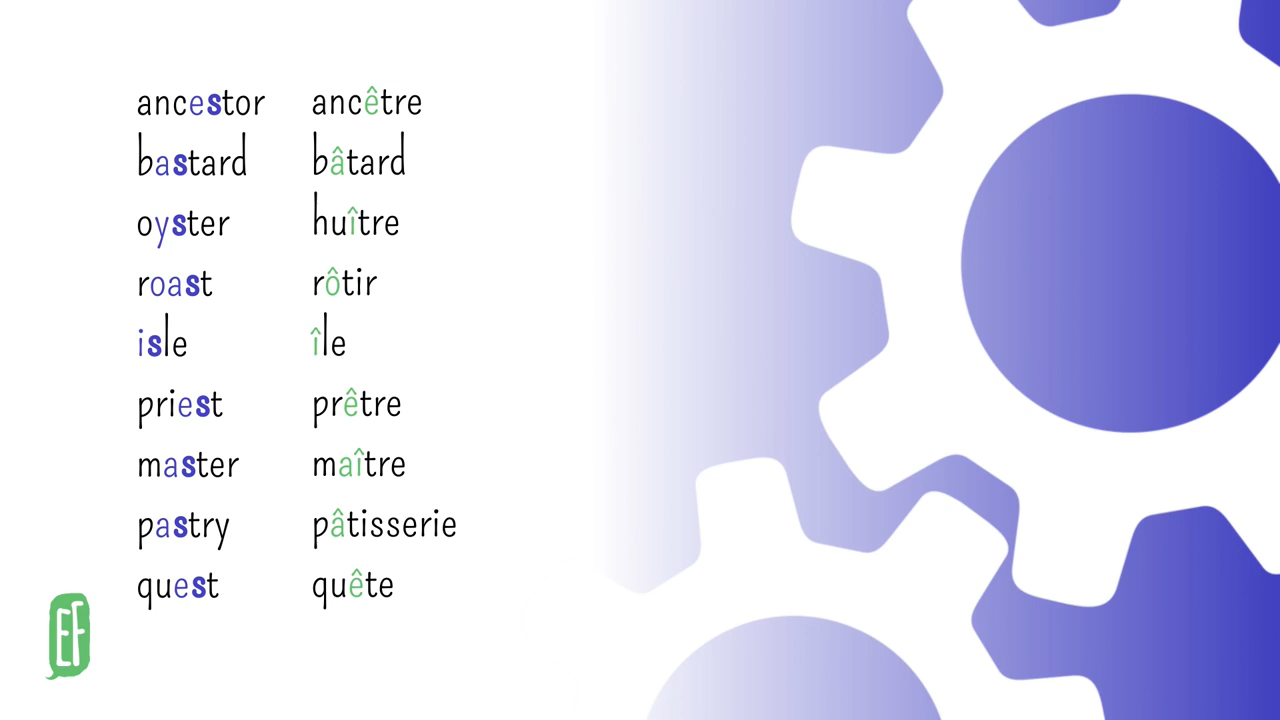 ancestor ancêtre
bastard bâtard
oyster huître
roast rôtir
isle île
priest prêtre
master maître
pastry pâtisserie
quest quête
EF